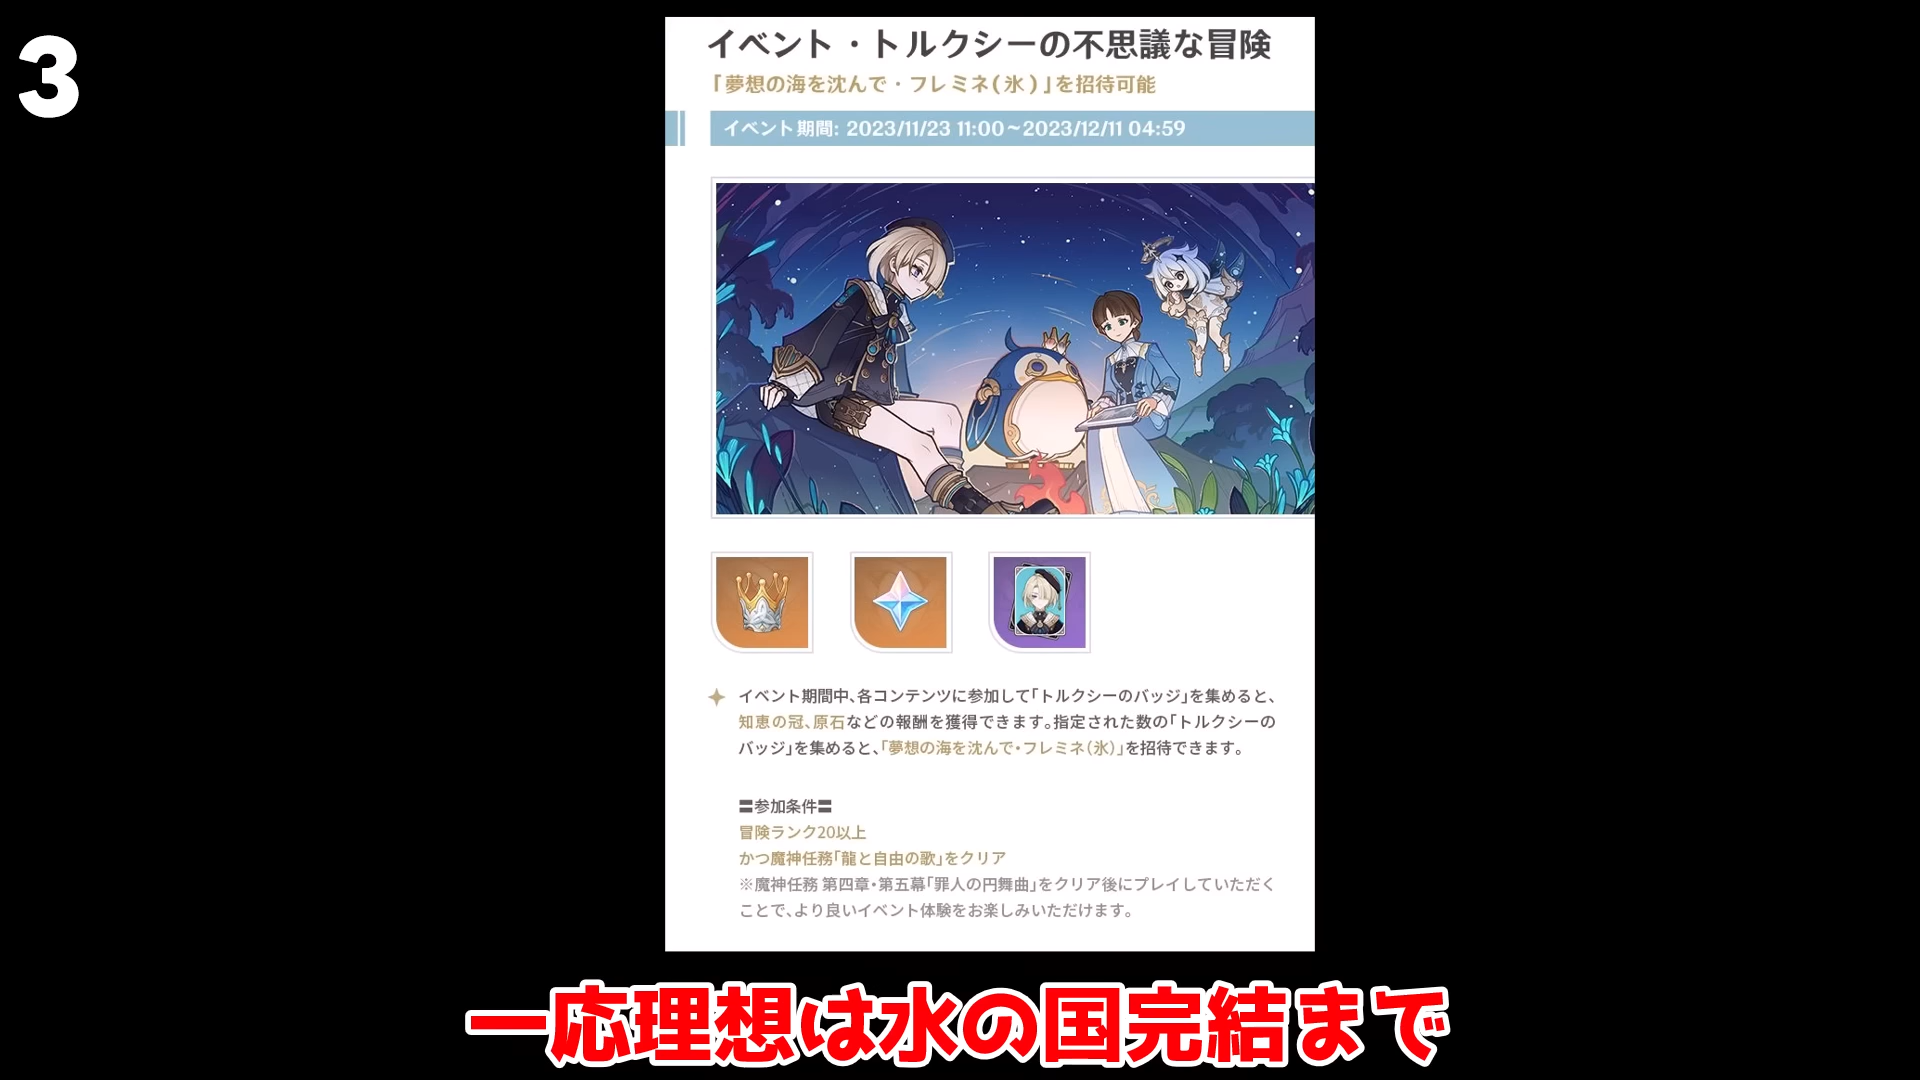 3
イベント・トルクシーの不思議な冒険
「夢想の海を沈んで・フレミネ(氷)」を招待可能
イベント期間: 2023/11/23 11:00~2023/12/11 04:59
イベント期間中、各コンテンツに参加して「トルクシーのバッジ」を集めると、
知恵の冠、原石などの報酬を獲得できます。指定された数の「トルクシーの
バッジ」を集めると、「夢想の海を沈んで・フレミネ(氷)」を招待できます。
〓参加条件〓
冒険ランク20以上
かつ魔神任務「龍と自由の歌」をクリア
※魔神任務 第四章・第五幕「罪人の円舞曲」をクリア後にプレイしていただく
ことで、より良いイベント体験をお楽しみいただけます。
一応理想は水の国完結まで